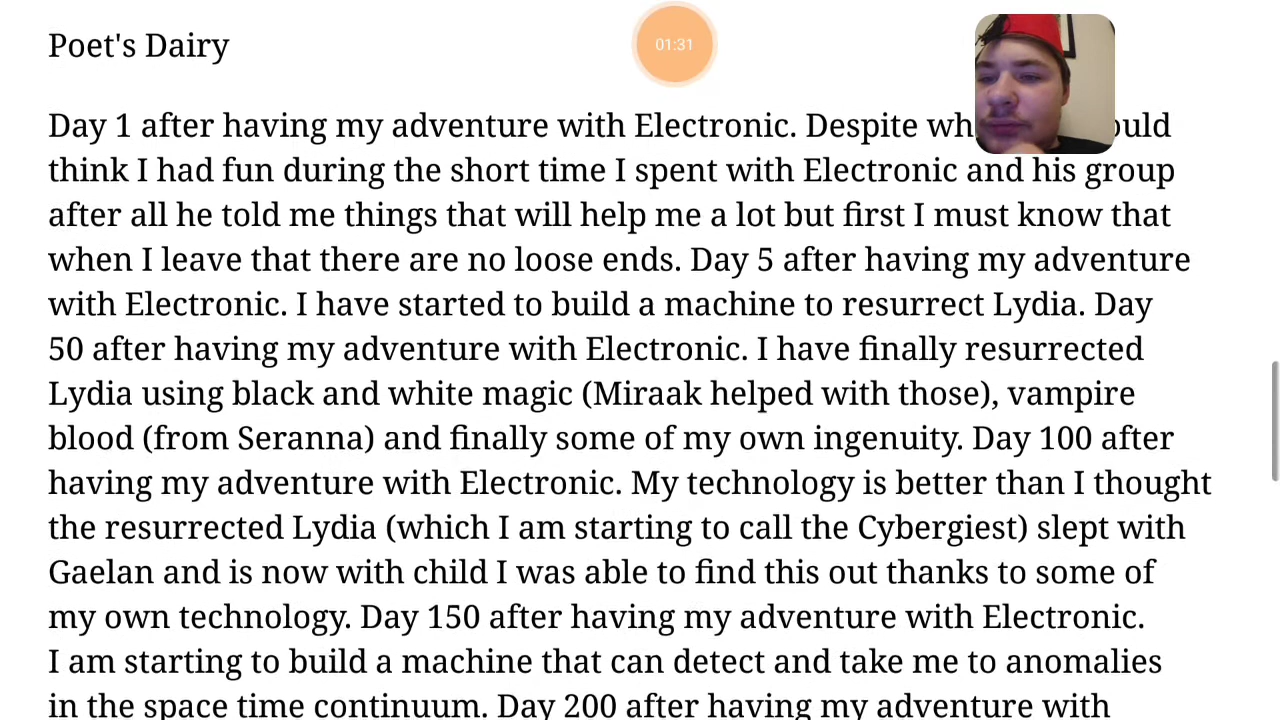 Poet's Dairy
01:31
Day 1 after having my adventure with Electronic. Despite
think I had fun during the short time I spent with Electronic and his group
after all he told me things that will help me a lot but first I must know that
when I leave that there are no loose ends. Day 5 after having my adventure
with Electronic. I have started to build a machine to resurrect Lydia. Day
50 after having my adventure with Electronic. I have finally resurrected
Lydia using black and white magic (Miraak helped with those), vampire
blood (from Seranna) and finally some of my own ingenuity. Day 100 after
having my adventure with Electronic. My technology is better than I thought
the resurrected Lydia (which I am starting to call the Cybergiest) slept with
Gaelan and is now with child I was able to find this out thanks to some of
my own technology. Day 150 after having my adventure with Electronic.
I am starting to build a machine that can detect and take me to anomalies
in the space time continuum. Day 200 after having my adventure with